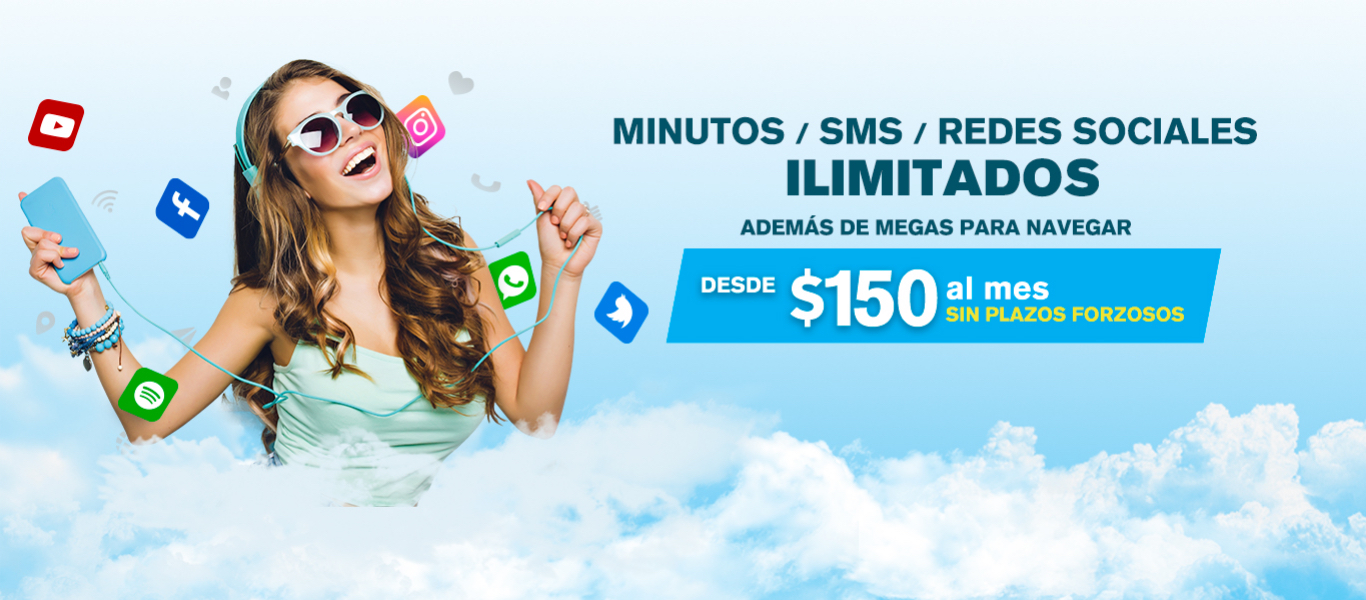 MINUTOS / SMS / REDES SOCIALES
ILIMITADOS
ADEMÁS DE MEGAS PARA NAVEGAR
DESDE $150 al mes
SIN PLAZOS FORZOSOS